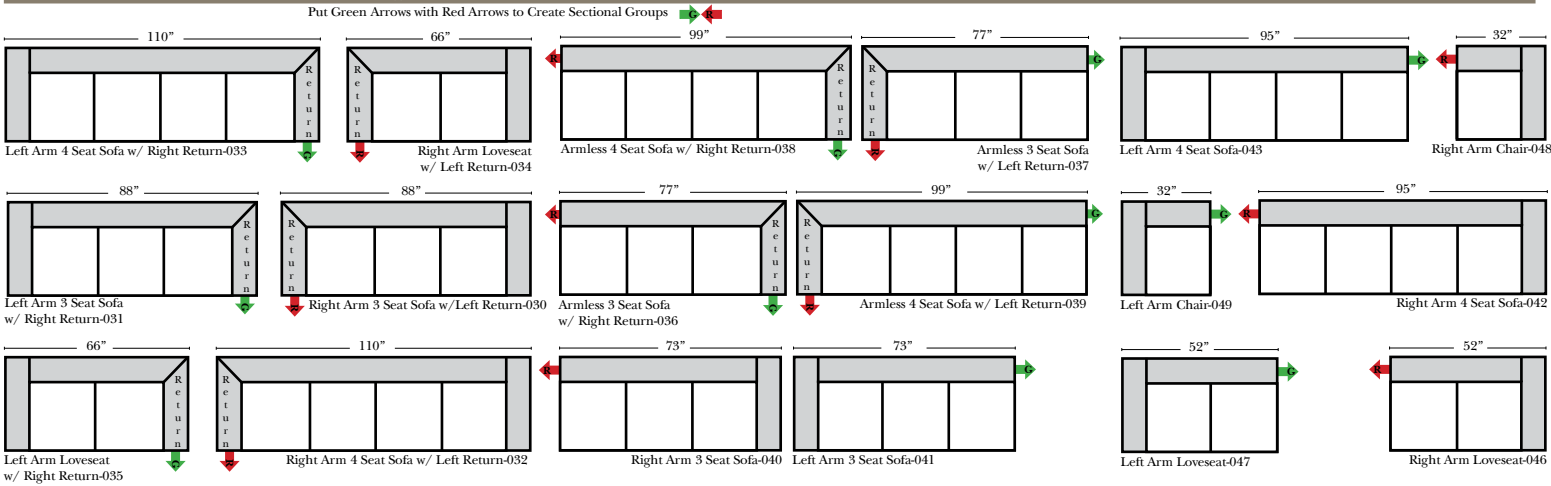 Put Green Arrows with Red Arrows to Create Sectional Groups G R
110”
66”
99”
77”
95”
32”
R
G
G
R
Return
Return
Return
Return
G
R
G
R
Left Arm 4 Seat Sofa w/ Right Return-033
Right Arm Loveseat
w/ Left Return-034
Armless 4 Seat Sofa w/ Right Return-038
Armless 3 Seat Sofa
w/ Left Return-037
Left Arm 4 Seat Sofa-043
Right Arm Chair-048
88”
88”
77”
99”
32”
95”
R
G
G
R
Return
Return
Return
Return
G
R
G
R
Left Arm 3 Seat Sofa
w/ Right Return-031
Right Arm 3 Seat Sofa w/Left Return-030
Armless 3 Seat Sofa
w/ Right Return-036
Armless 4 Seat Sofa w/ Left Return-039
Left Arm Chair-049
Right Arm 4 Seat Sofa-042
66”
110”
73”
73”
52”
52”
R
G
G
R
Return
Return
G
R
Left Arm Loveseat
w/ Right Return-035
Right Arm 4 Seat Sofa w/ Left Return-032
Right Arm 3 Seat Sofa-040
Left Arm 3 Seat Sofa-041
Left Arm Loveseat-047
Right Arm Loveseat-046